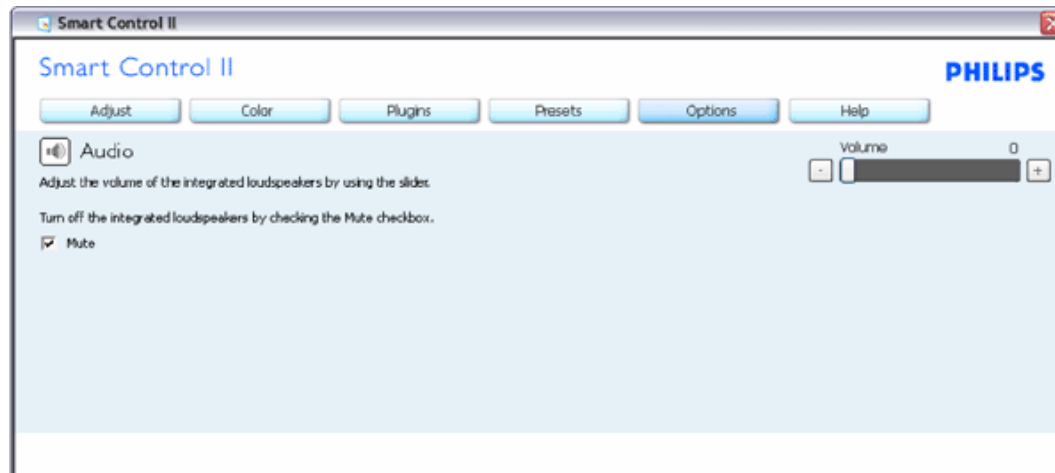 Smart Control II
Smart Control II
PHILIPS
Adjust Color Plugins Presets Options Help
Audio
Volume 0
- +
Adjust the volume of the integrated loudspeakers by using the slider.
Turn off the integrated loudspeakers by checking the Mute checkbox.
Mute